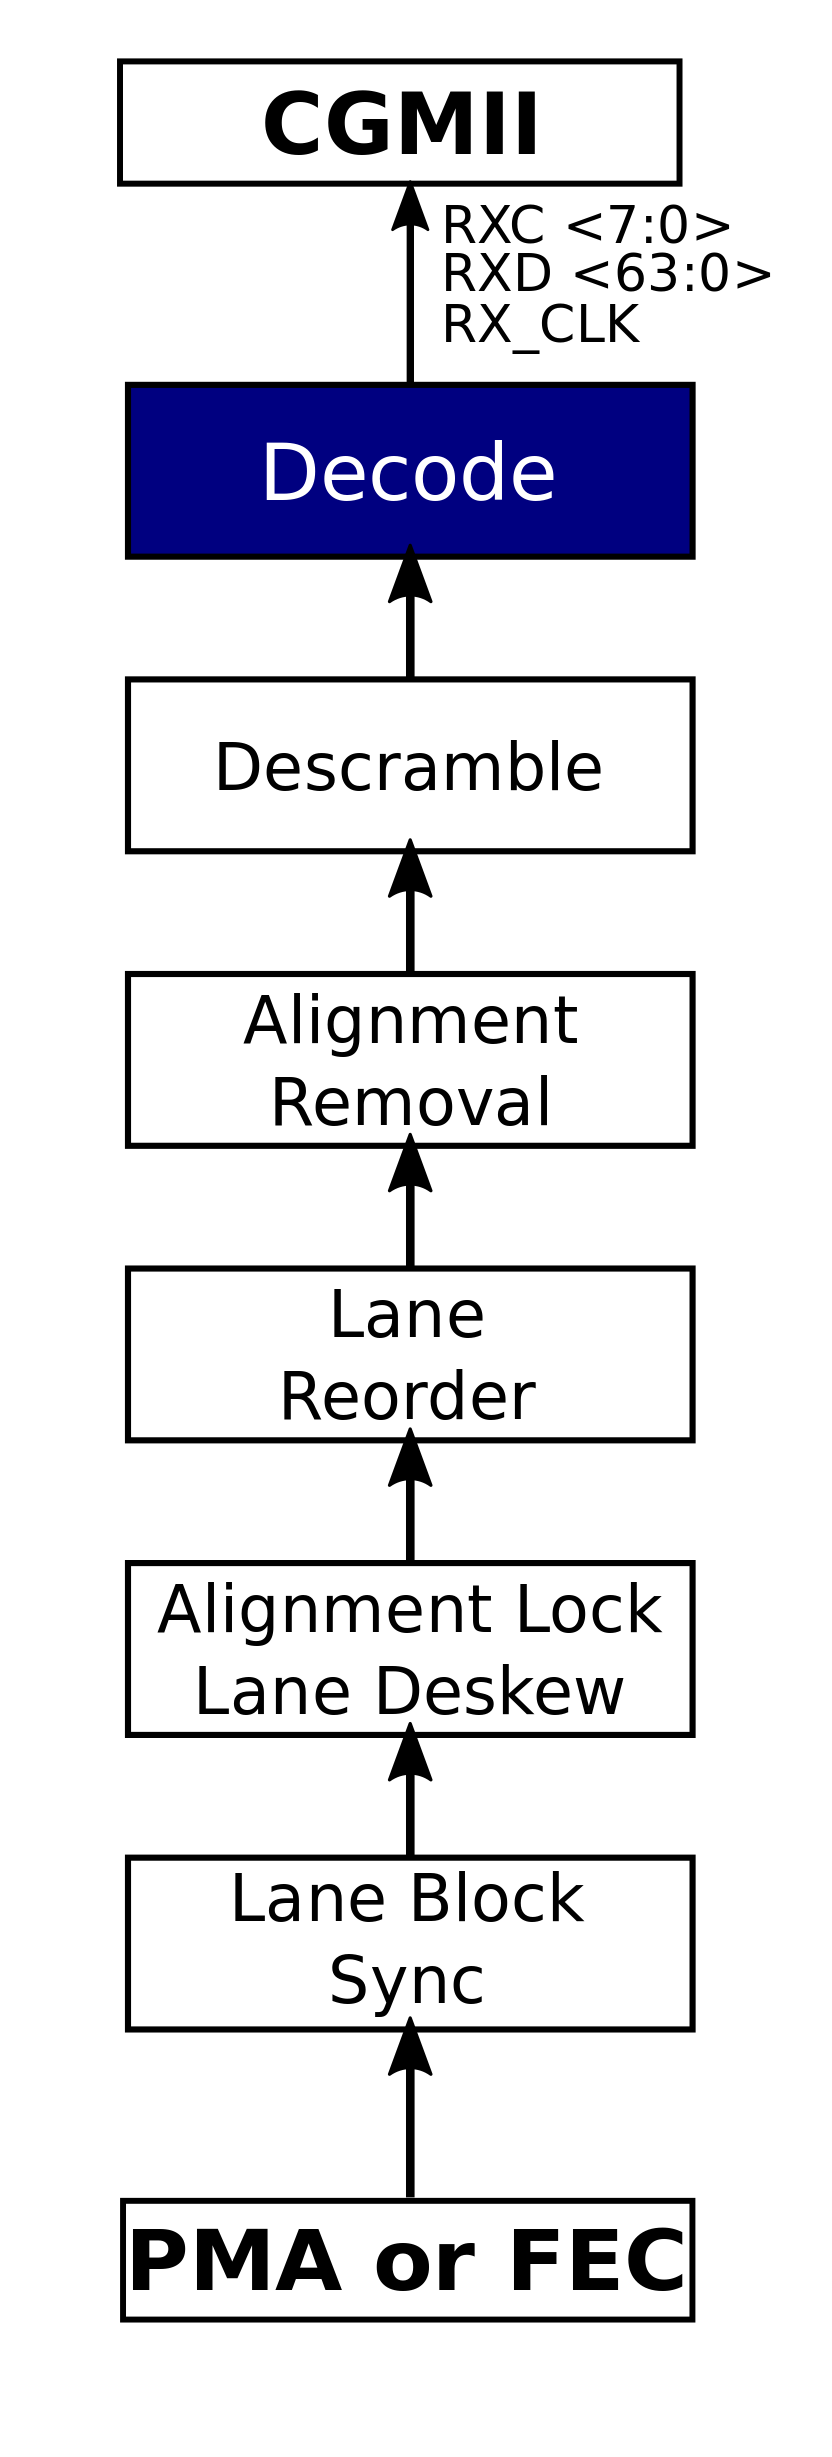 CGMII
RXC <7:0>
RXD <63:0>
RX_CLK
Decode
Descramble
Alignment
Removal
Lane
Reorder
Alignment Lock
Lane Deskew
Lane Block
Sync
PMA or FEC